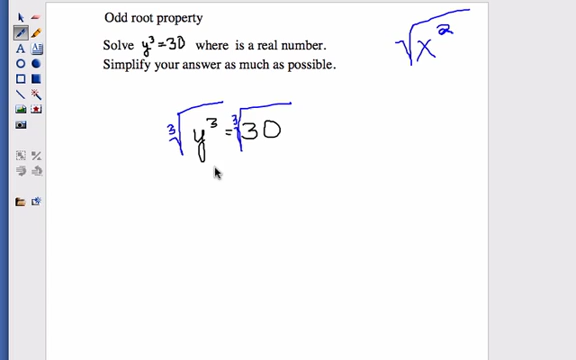 Odd root property
√x²
Solve y³=30 where is a real number.
Simplify your answer as much as possible.
∛y³ = ∛30